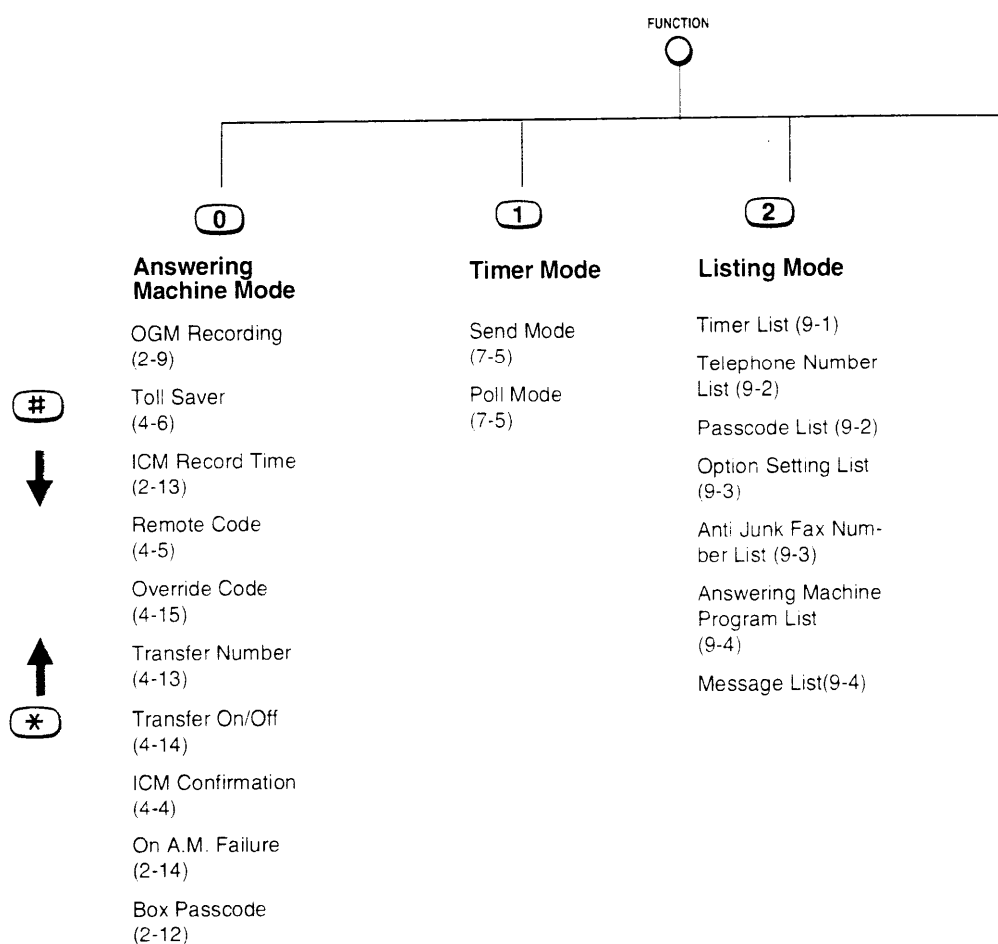 FUNCTION
0
Answering
Machine Mode
OGM Recording
(2-9)
#
Toll Saver
(4-6)
ICM Record Time
(2-13)
Remote Code
(4-5)
Override Code
(4-15)
Transfer Number
(4-13)
*
Transfer On/Off
(4-14)
ICM Confirmation
(4-4)
On A.M. Failure
(2-14)
Box Passcode
(2-12)
1
Timer Mode
Send Mode
(7-5)
Poll Mode
(7-5)
2
Listing Mode
Timer List (9-1)
Telephone Number
List (9-2)
Passcode List (9-2)
Option Setting List
(9-3)
Anti Junk Fax Num-
ber List (9-3)
Answering Machine
Program List
(9-4)
Message List(9-4)